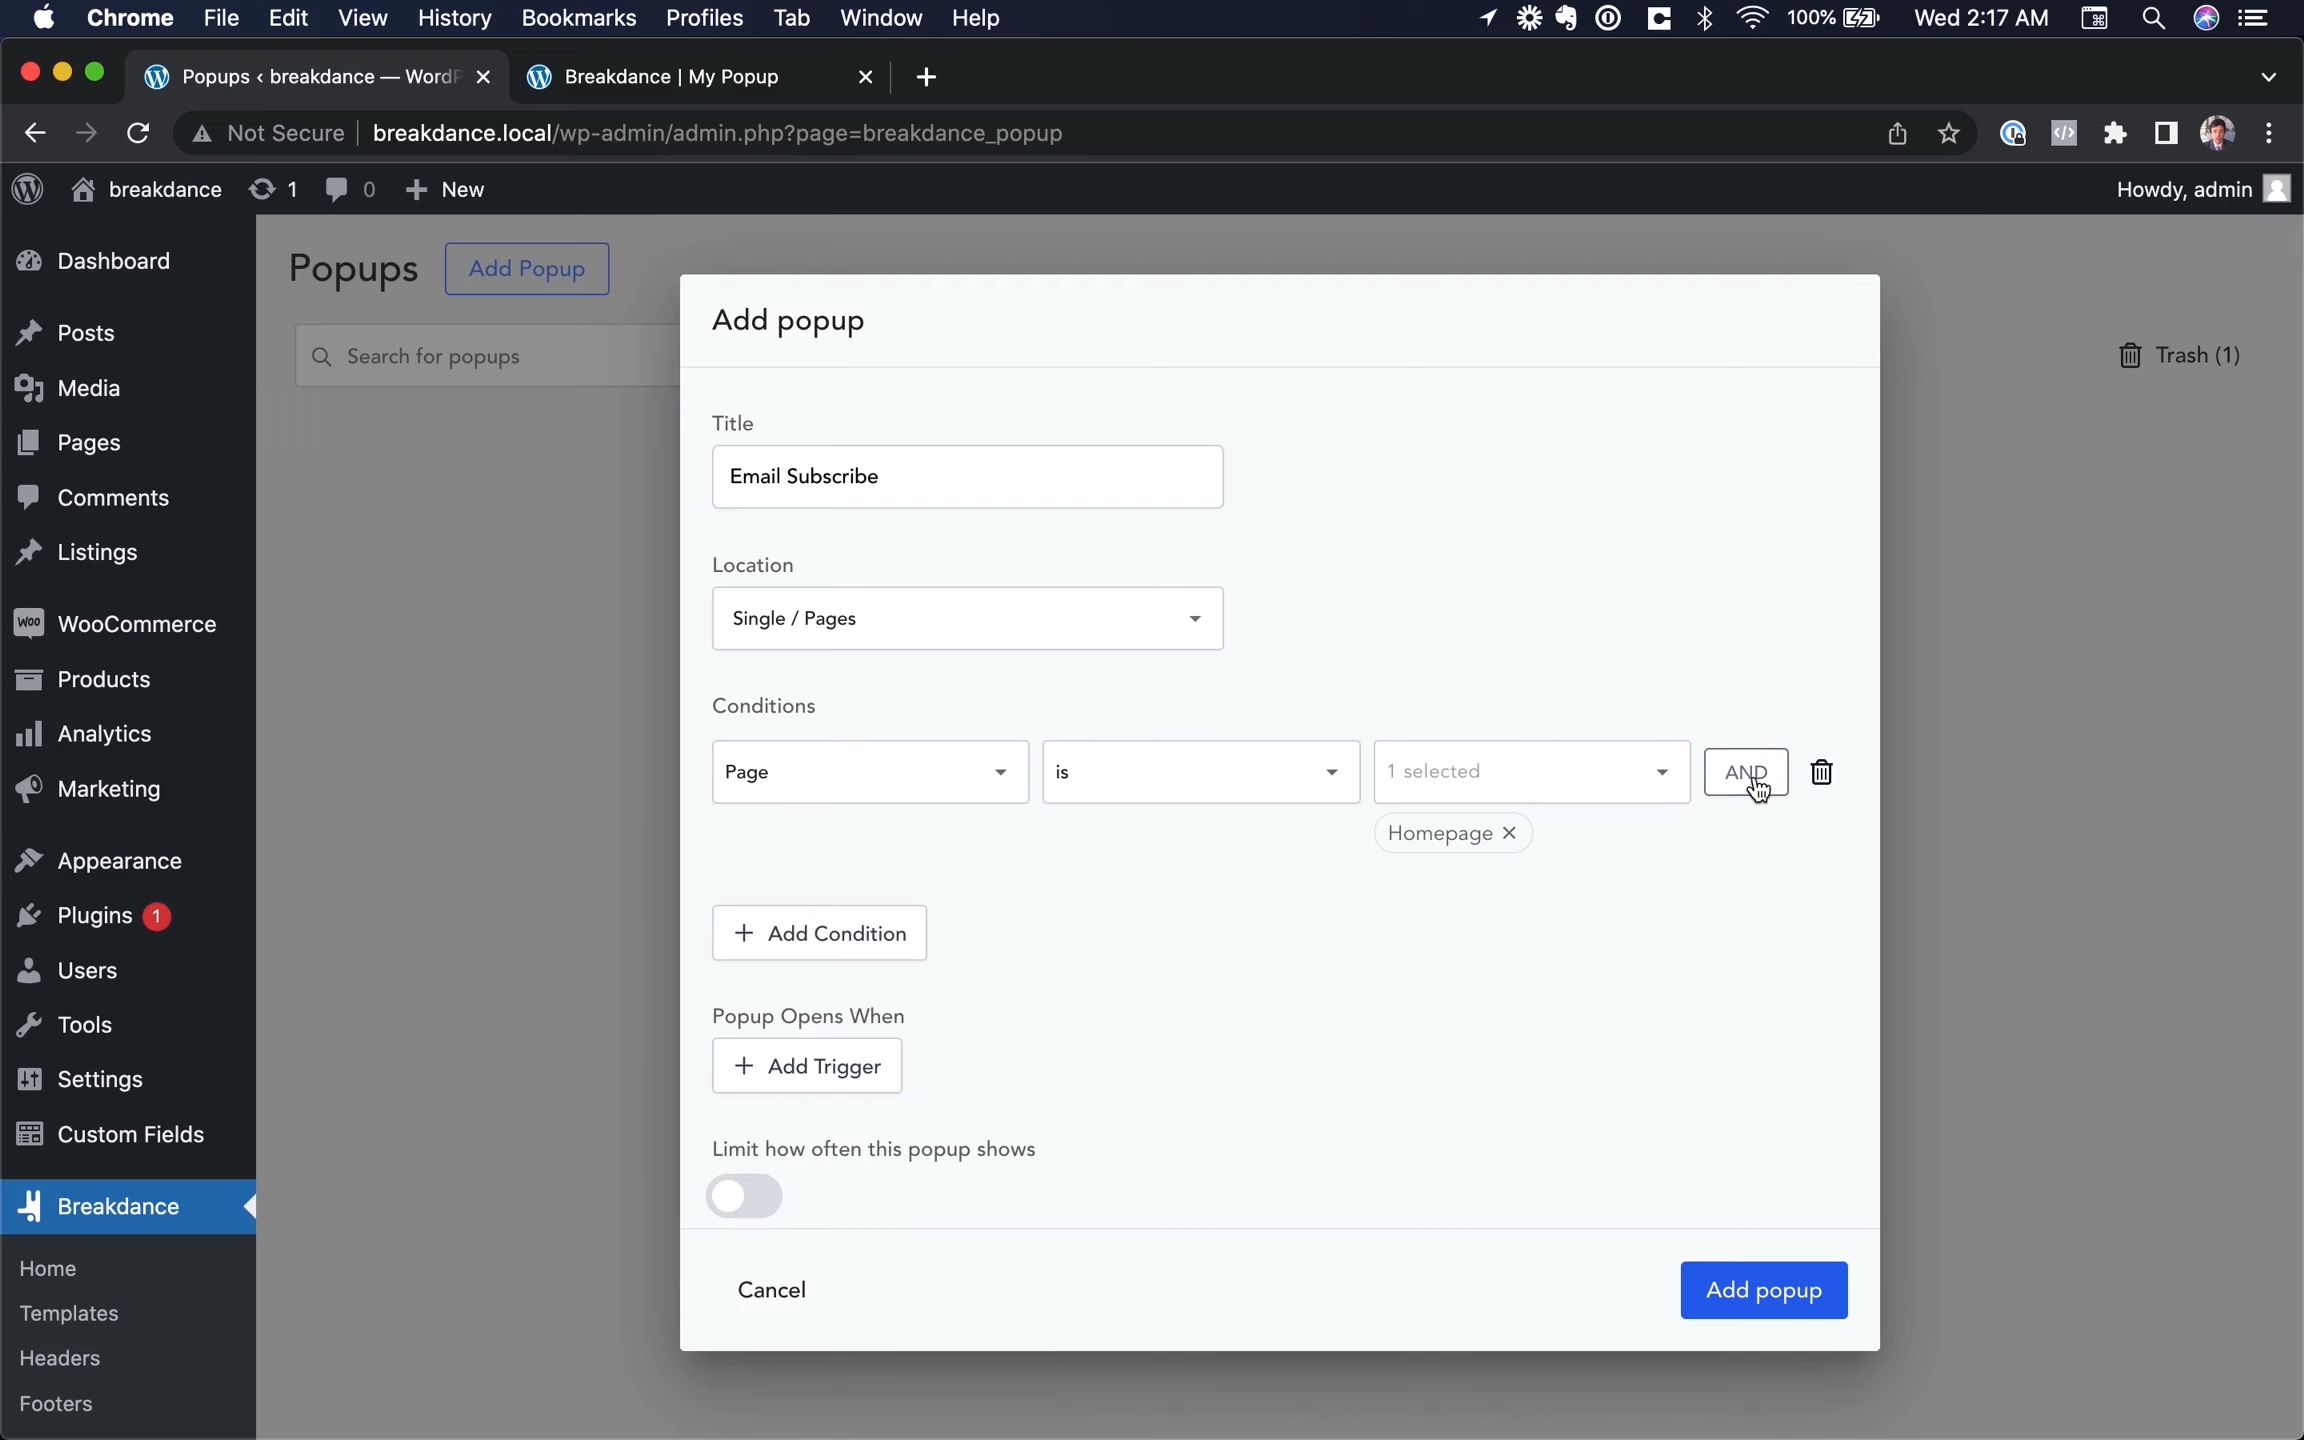 Chrome File Edit View History Bookmarks Profiles Tab Window Help 100% Wed 2:17 AM
Popups ‹ breakdance — WordP
Breakdance | My Popup
Not Secure breakdance.local/wp-admin/admin.php?page=breakdance_popup
breakdance 1 0 New Howdy, admin
Dashboard
Posts
Media
Pages
Comments
Listings
WooCommerce
Products
Analytics
Marketing
Appearance
Plugins 1
Users
Tools
Settings
Custom Fields
Breakdance
Home
Templates
Headers
Footers
Popups Add Popup
Search for popups
Trash (1)
Add popup
Title
Email Subscribe
Location
Single / Pages
Conditions
Page is 1 selected AND
Homepage
Add Condition
Popup Opens When
Add Trigger
Limit how often this popup shows
Cancel Add popup